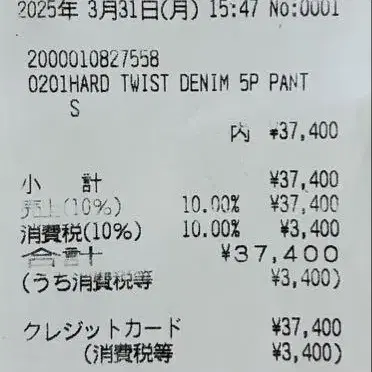 2025年 3月31日(月) 15:47 No:0001
2000010827558
0201HARD TWIST DENIM 5P PANT
S
内 ¥37,400
小 計 ¥37,400
売上(10%) 10.00% ¥37,400
消費税(10%) 10.00% ¥3,400
合計 ¥37,400
(うち消費税等 ¥3,400)
クレジットカード ¥37,400
(消費税等 ¥3,400)